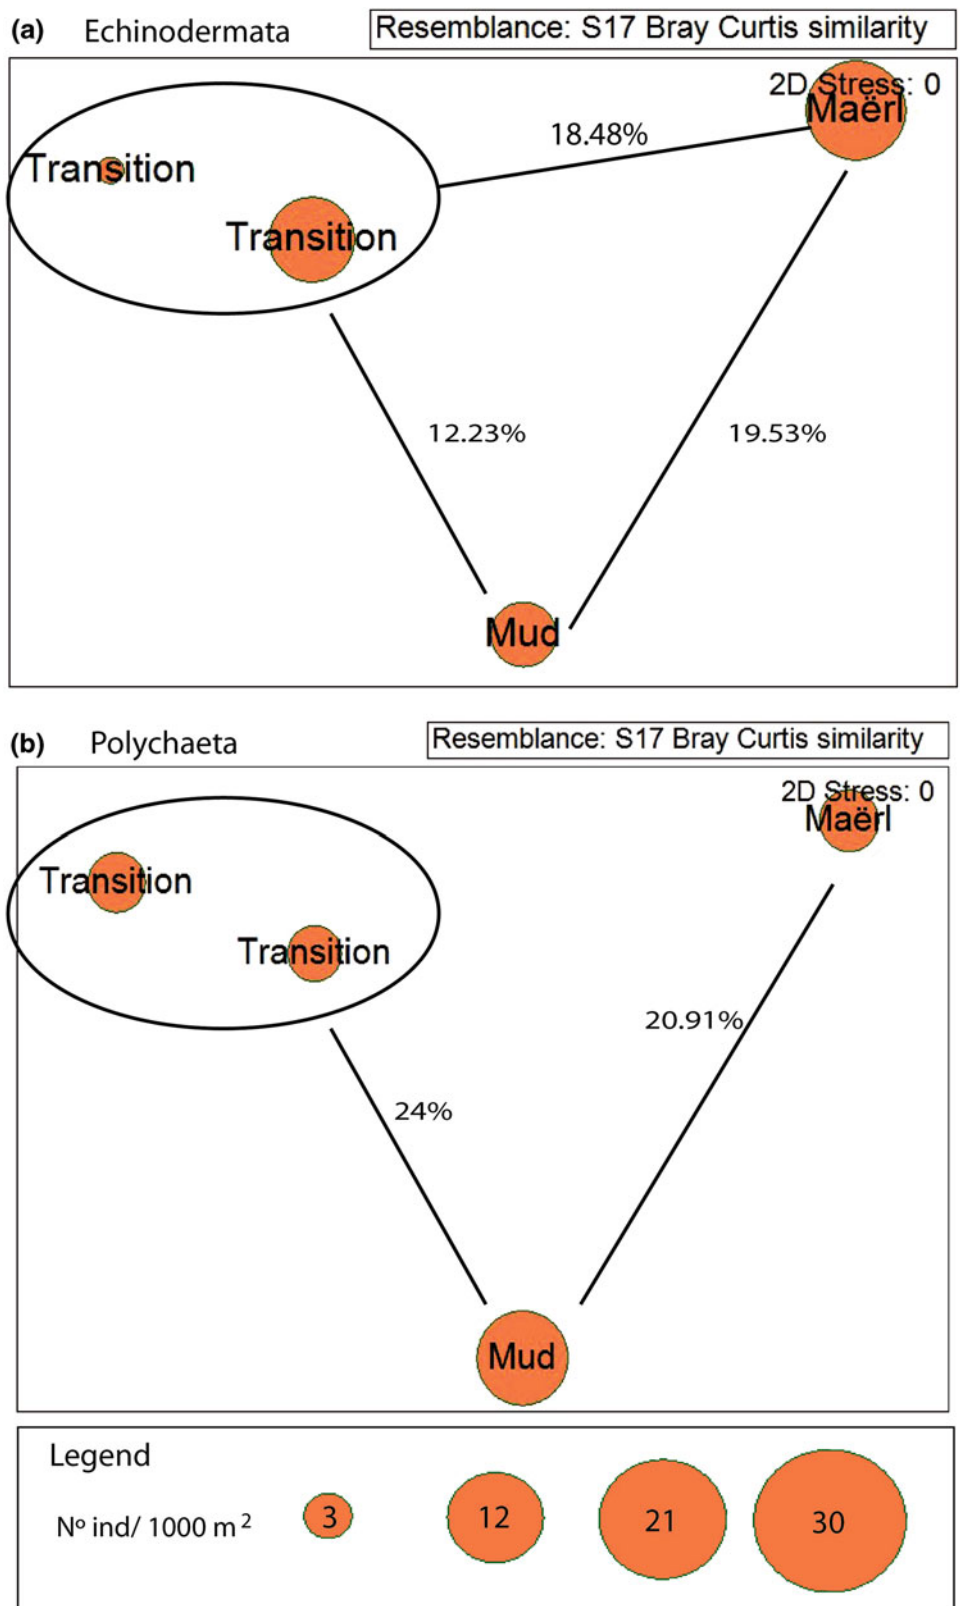 (a) Echinodermata
Resemblance: S17 Bray Curtis similarity
2D Stress: 0
Maërl
18.48%
Transition
Transition
12.23%
19.53%
Mud
(b) Polychaeta
Resemblance: S17 Bray Curtis similarity
2D Stress: 0
Maërl
Transition
Transition
20.91%
24%
Mud
Legend
Nº ind/ 1000 m²
3
12
21
30